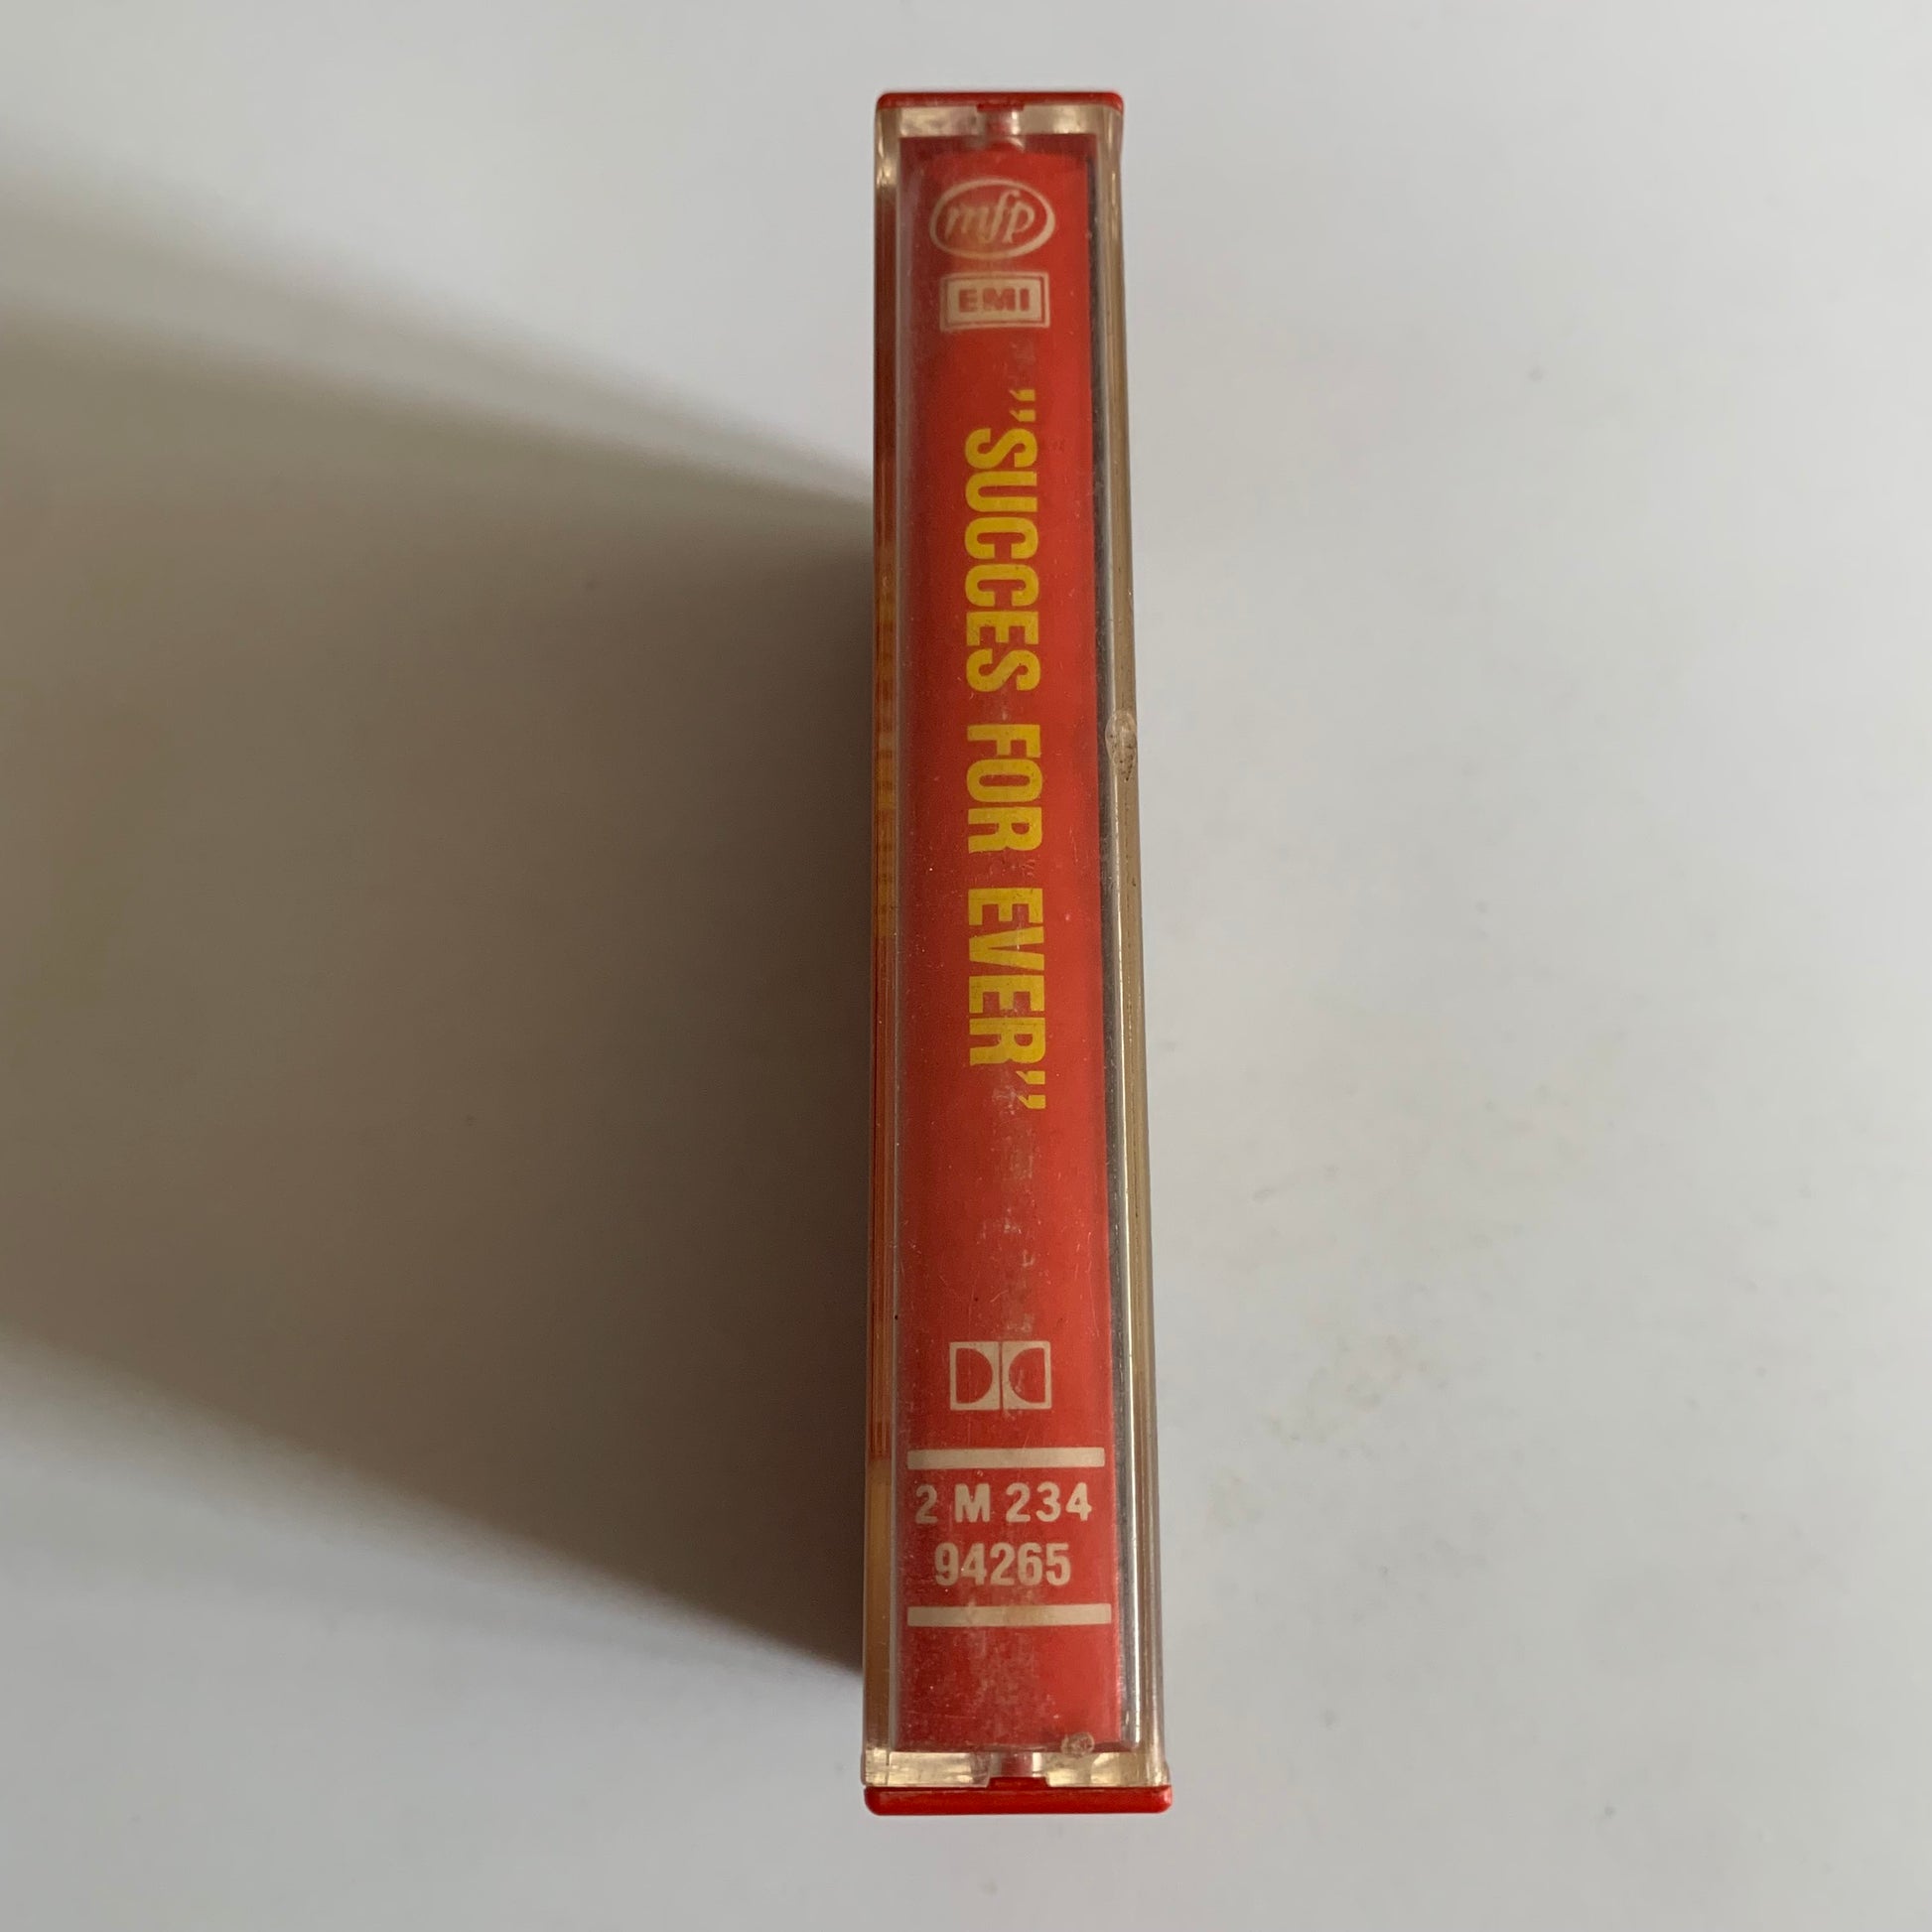 mfp
EMI
"SUCCES FOR EVER"
2 M 234
94265